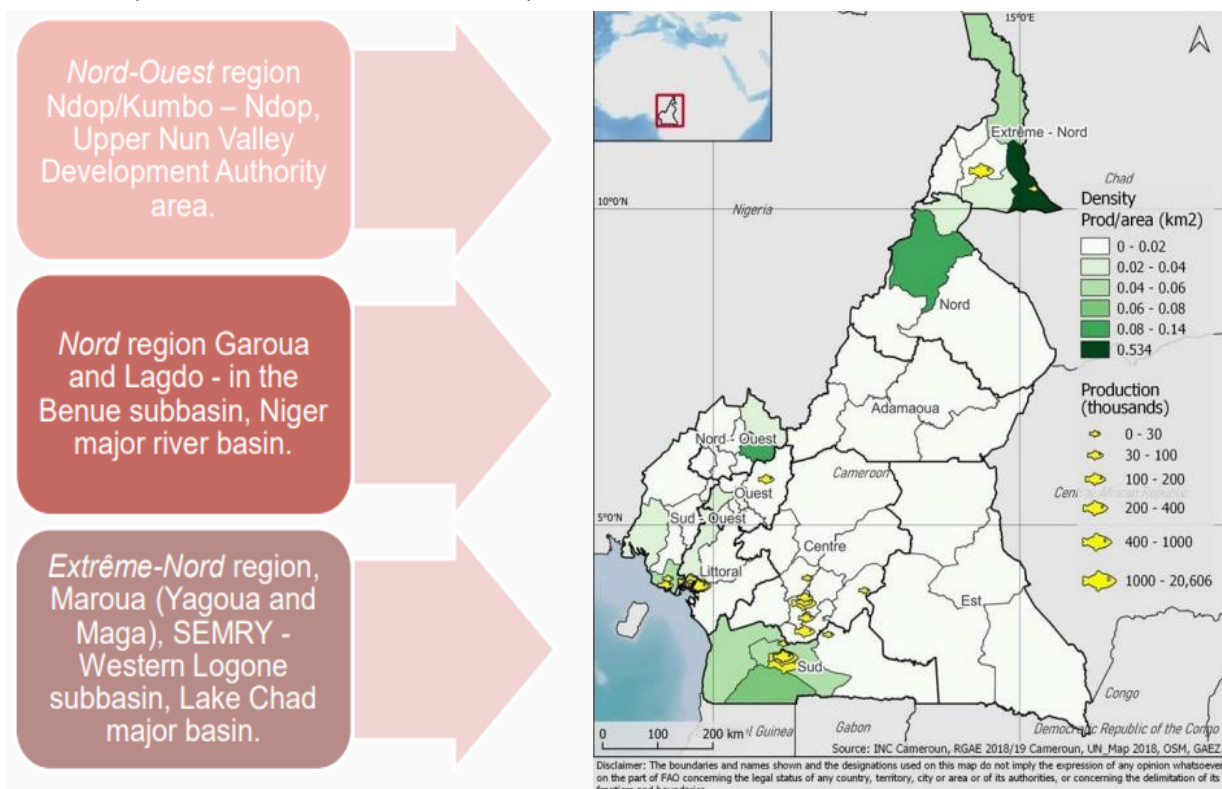 Nord-Ouest region
Ndop/Kumbo – Ndop,
Upper Nun Valley
Development Authority
area.
Nord region Garoua
and Lagdo - in the
Benue subbasin, Niger
major river basin.
Extrême-Nord region,
Maroua (Yagoua and
Maga), SEMRY -
Western Logone
subbasin, Lake Chad
major basin.
15°0'E
Extrême - Nord
Chad
Nigeria
10°0'N
Density
Prod/area (km2)
0 - 0.02
0.02 - 0.04
0.04 - 0.06
0.06 - 0.08
0.08 - 0.14
0.534
Nord
Adamaoua
Production
(thousands)
0 - 30
30 - 100
100 - 200
200 - 400
400 - 1000
1000 - 20,606
Nord - Ouest
Cameroon
Ouest
Central African Republic
5°0'N
Sud - Ouest
Centre
Littoral
Est
Sud
Congo
0 100 200 km
Guinea
Gabon
Democratic Republic of the Congo
Source: INC Cameroun, RGAE 2018/19 Cameroun, UN_Map 2018, OSM, GAEZ.
Disclaimer: The boundaries and names shown and the designations used on this map do not imply the expression of any opinion whatsoever
on the part of FAO concerning the legal status of any country, territory, city or area or of its authorities, or concerning the delimitation of its
frontiers and boundaries.